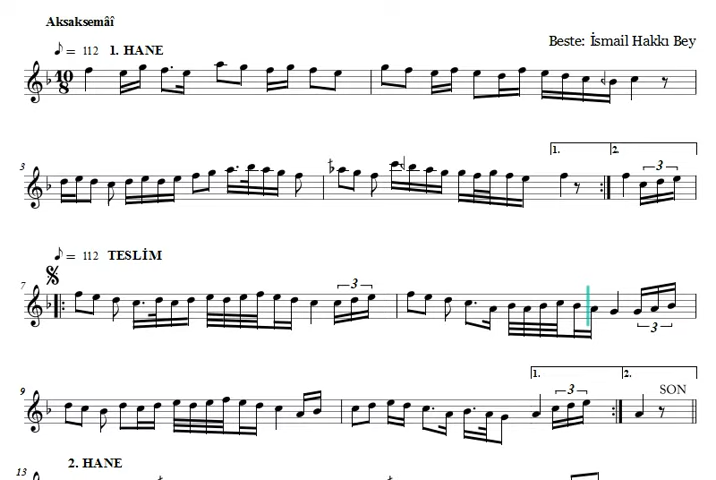 Aksaksemâî
♪ = 112 1. HANE
Beste: İsmail Hakkı Bey
10
8
1. 2.
3
3
♪ = 112 TESLİM
7
3
3
1. 2.
SON
9
3
2. HANE
13